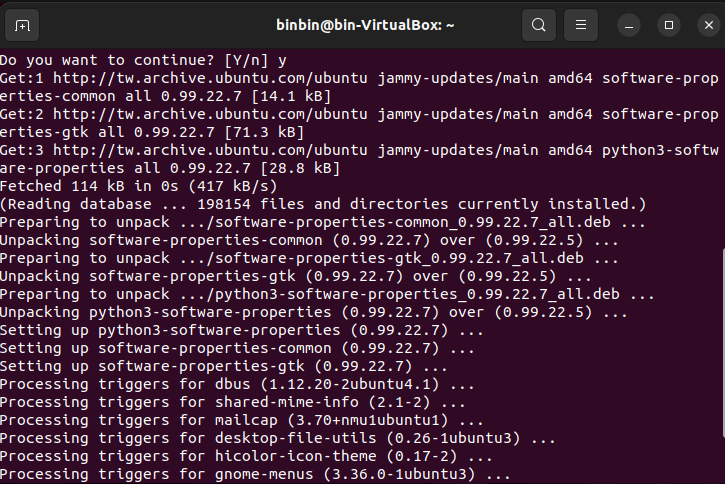 binbin@bin-VirtualBox: ~
Do you want to continue? [Y/n] y
Get:1 http://tw.archive.ubuntu.com/ubuntu jammy-updates/main amd64 software-prop
erties-common all 0.99.22.7 [14.1 kB]
Get:2 http://tw.archive.ubuntu.com/ubuntu jammy-updates/main amd64 software-prop
erties-gtk all 0.99.22.7 [71.3 kB]
Get:3 http://tw.archive.ubuntu.com/ubuntu jammy-updates/main amd64 python3-softw
are-properties all 0.99.22.7 [28.8 kB]
Fetched 114 kB in 0s (417 kB/s)
(Reading database ... 198154 files and directories currently installed.)
Preparing to unpack .../software-properties-common_0.99.22.7_all.deb ...
Unpacking software-properties-common (0.99.22.7) over (0.99.22.5) ...
Preparing to unpack .../software-properties-gtk_0.99.22.7_all.deb ...
Unpacking software-properties-gtk (0.99.22.7) over (0.99.22.5) ...
Preparing to unpack .../python3-software-properties_0.99.22.7_all.deb ...
Unpacking python3-software-properties (0.99.22.7) over (0.99.22.5) ...
Setting up python3-software-properties (0.99.22.7) ...
Setting up software-properties-common (0.99.22.7) ...
Setting up software-properties-gtk (0.99.22.7) ...
Processing triggers for dbus (1.12.20-2ubuntu4.1) ...
Processing triggers for shared-mime-info (2.1-2) ...
Processing triggers for mailcap (3.70+nmu1ubuntu1) ...
Processing triggers for desktop-file-utils (0.26-1ubuntu3) ...
Processing triggers for hicolor-icon-theme (0.17-2) ...
Processing triggers for gnome-menus (3.36.0-1ubuntu3) ...